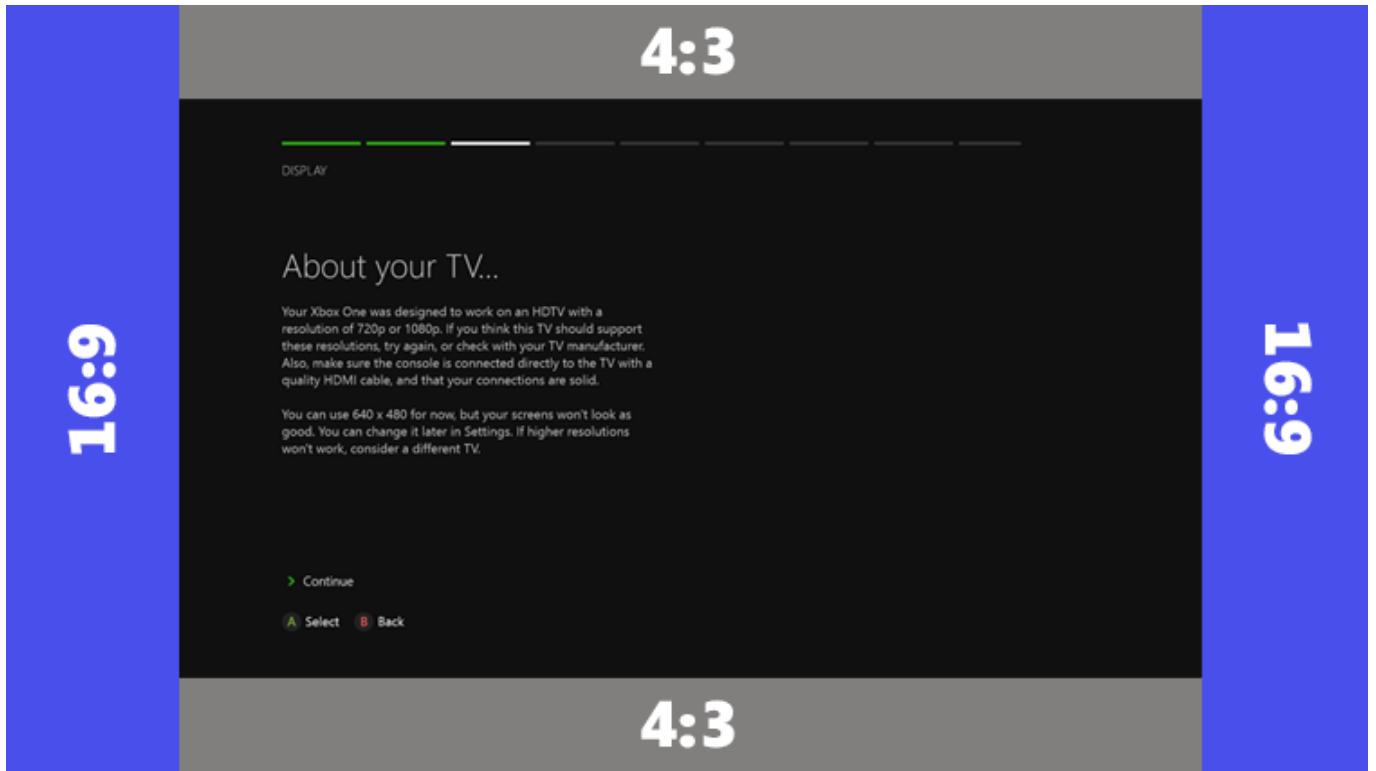 4:3
DISPLAY
About your TV...
Your Xbox One was designed to work on an HDTV with a
resolution of 720p or 1080p. If you think this TV should support
these resolutions, try again, or check with your TV manufacturer.
Also, make sure the console is connected directly to the TV with a
quality HDMI cable, and that your connections are solid.
You can use 640 x 480 for now, but your screens won't look as
good. You can change it later in Settings. If higher resolutions
won't work, consider a different TV.
16:9
16:9
Continue
A Select B Back
4:3